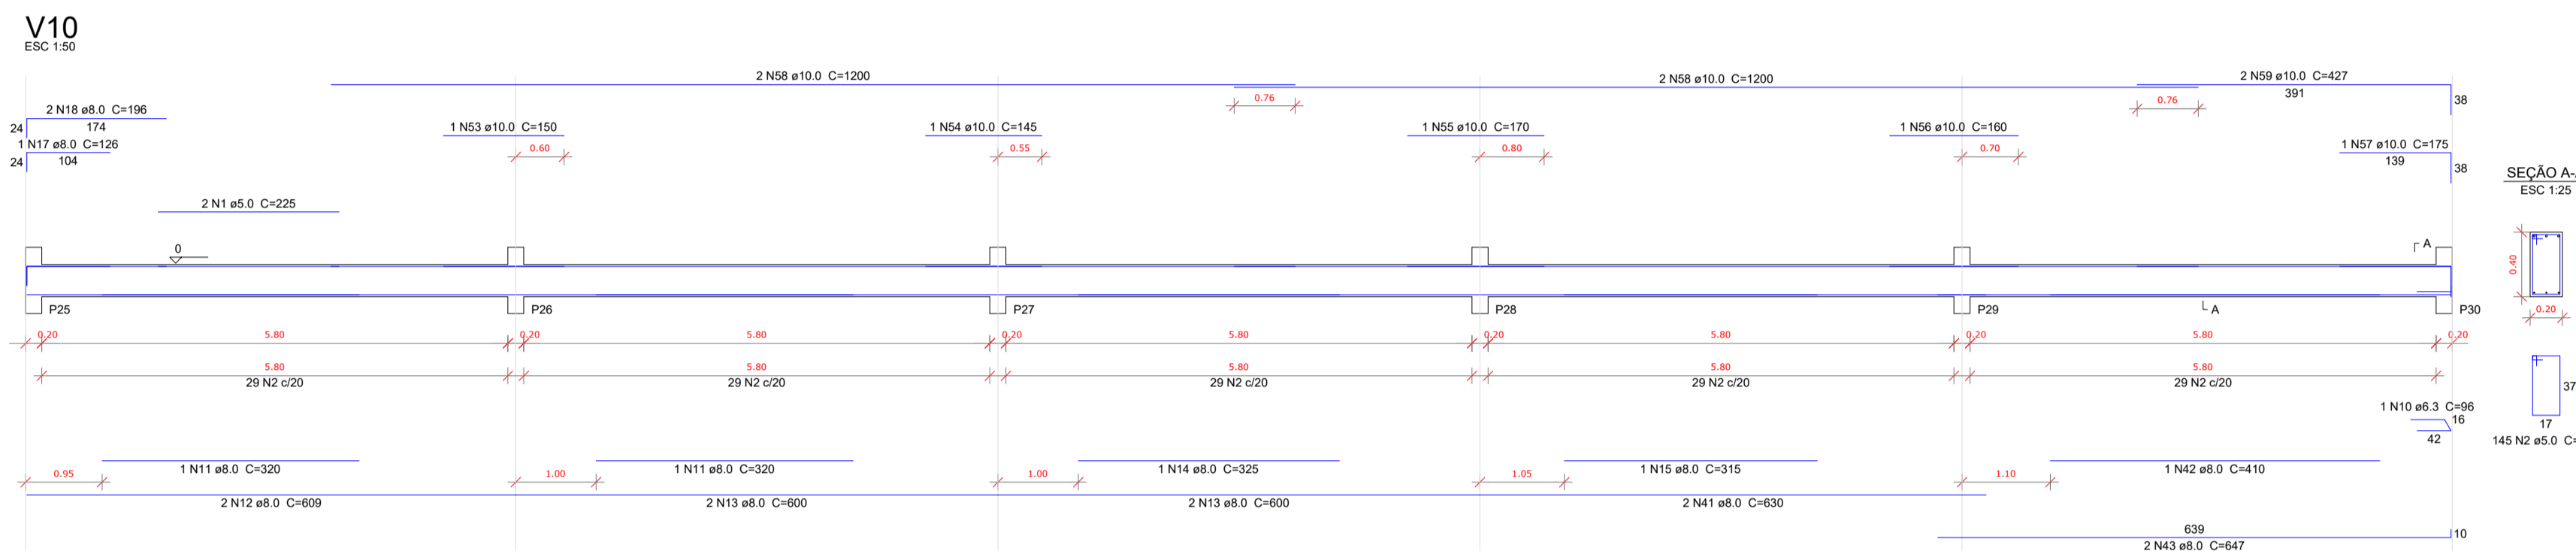 V10
ESC 1:50
2 N58 ø10.0 C=1200
2 N58 ø10.0 C=1200
2 N59 ø10.0 C=427
0.76
0.76
391
38
2 N18 ø8.0 C=196
24
174
1 N17 ø8.0 C=126
24
104
1 N53 ø10.0 C=150
0.60
1 N54 ø10.0 C=145
0.55
1 N55 ø10.0 C=170
0.80
1 N56 ø10.0 C=160
0.70
1 N57 ø10.0 C=175
139
38
SEÇÃO A-
ESC 1:25
2 N1 ø5.0 C=225
0
A
0.40
0.20
P25
P26
P27
P28
P29
A
P30
0.20 5.80 0.20 5.80 0.20 5.80 0.20 5.80 0.20 5.80 0.20
5.80 5.80 5.80 5.80 5.80
29 N2 c/20 29 N2 c/20 29 N2 c/20 29 N2 c/20 29 N2 c/20
37
17
145 N2 ø5.0 C=
1 N10 ø6.3 C=96
16
42
0.95
1 N11 ø8.0 C=320
1.00
1 N11 ø8.0 C=320
1.00
1 N14 ø8.0 C=325
1.05
1 N15 ø8.0 C=315
1.10
1 N42 ø8.0 C=410
2 N12 ø8.0 C=609
2 N13 ø8.0 C=600
2 N13 ø8.0 C=600
2 N41 ø8.0 C=630
639
10
2 N43 ø8.0 C=647